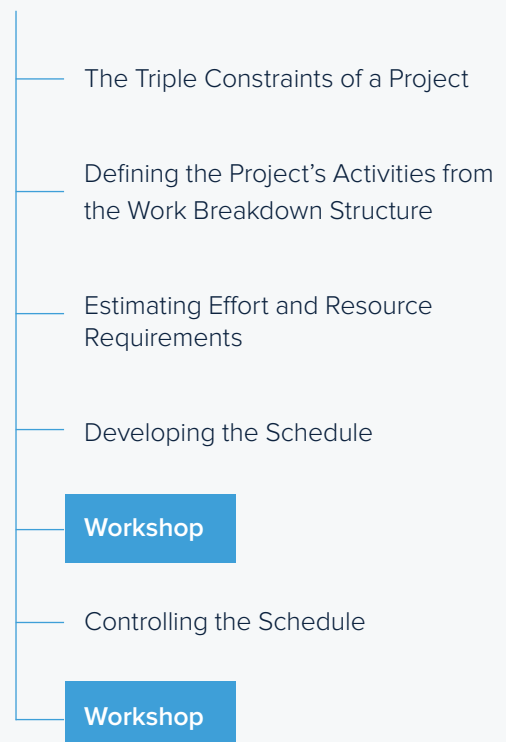 The Triple Constraints of a Project
Defining the Project’s Activities from
the Work Breakdown Structure
Estimating Effort and Resource
Requirements
Developing the Schedule
Workshop
Controlling the Schedule
Workshop